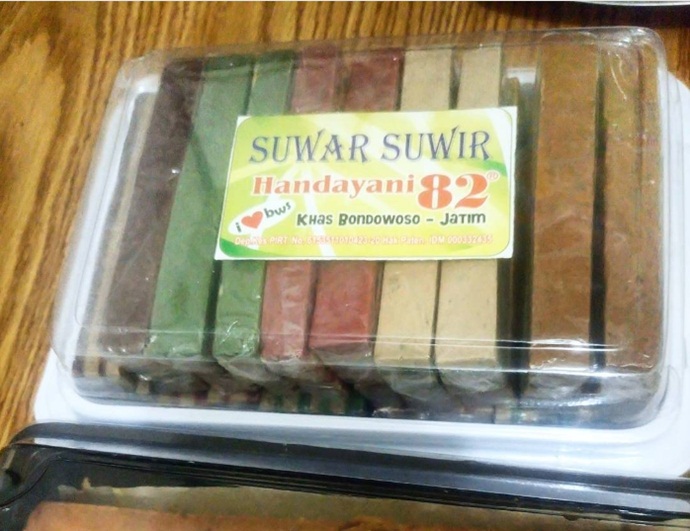 SUWAR SUWIR
Handayani 82®
i ❤ bws
KHAS BONDOWOSO - JATIM